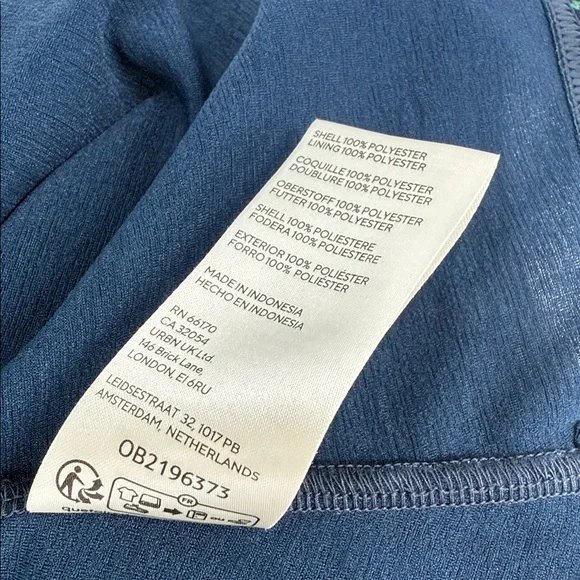 SHELL 100% POLYESTER
LINING 100% POLYESTER
COQUILLE 100% POLYESTER
DOUBLURE 100% POLYESTER
OBERSTOFF 100% POLYESTER
FUTTER 100% POLYESTER
SHELL 100% POLIESTERE
FODERA 100% POLIESTERE
EXTERIOR 100% POLIÉSTER
FORRO 100% POLIÉSTER
MADE IN INDONESIA
HECHO EN INDONESIA
RN 66170
CA 32054
URBN UK Ltd.
146 Brick Lane,
LONDON, E1 6RU
LEIDSESTRAAT 32, 1017 PB
AMSTERDAM, NETHERLANDS
OB2196373
FR